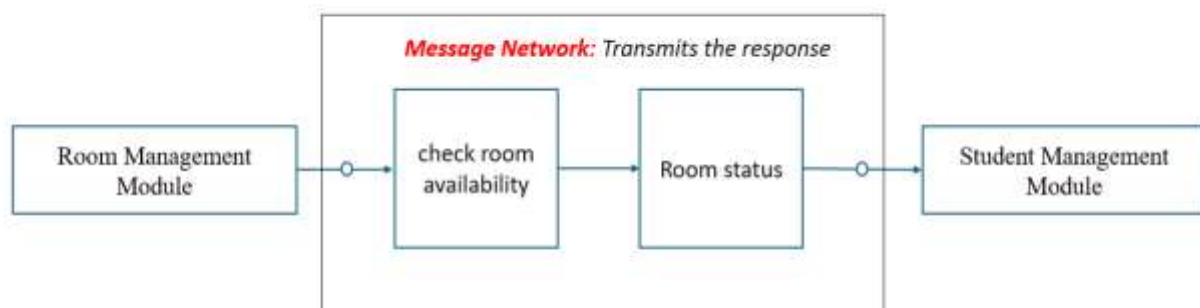 Message Network: Transmits the response
Room Management
Module
check room
availability
Room status
Student Management
Module